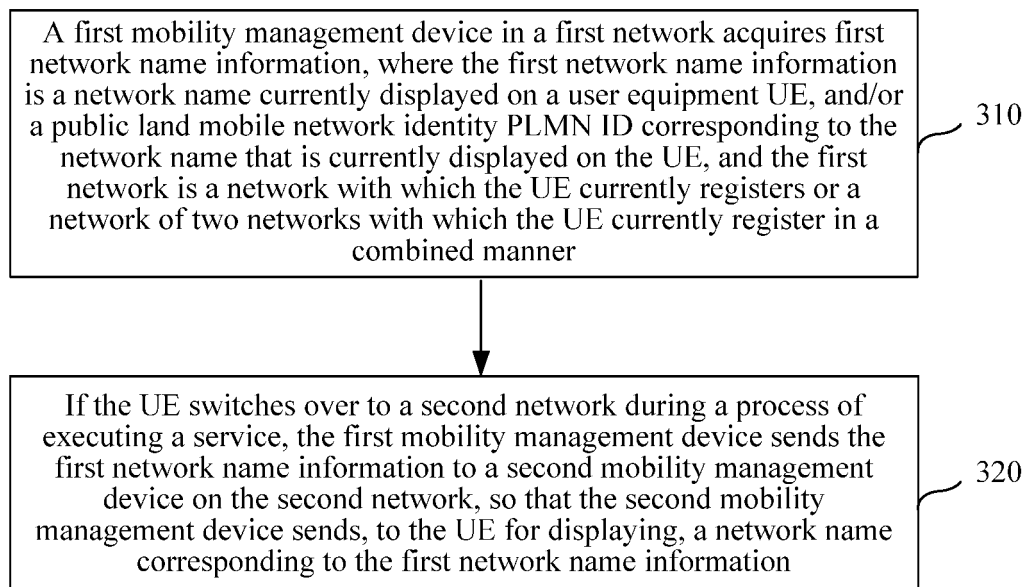 A first mobility management device in a first network acquires first
network name information, where the first network name information
is a network name currently displayed on a user equipment UE, and/or
a public land mobile network identity PLMN ID corresponding to the
network name that is currently displayed on the UE, and the first
network is a network with which the UE currently registers or a
network of two networks with which the UE currently register in a
combined manner
310
If the UE switches over to a second network during a process of
executing a service, the first mobility management device sends the
first network name information to a second mobility management
device on the second network, so that the second mobility
management device sends, to the UE for displaying, a network name
corresponding to the first network name information
320